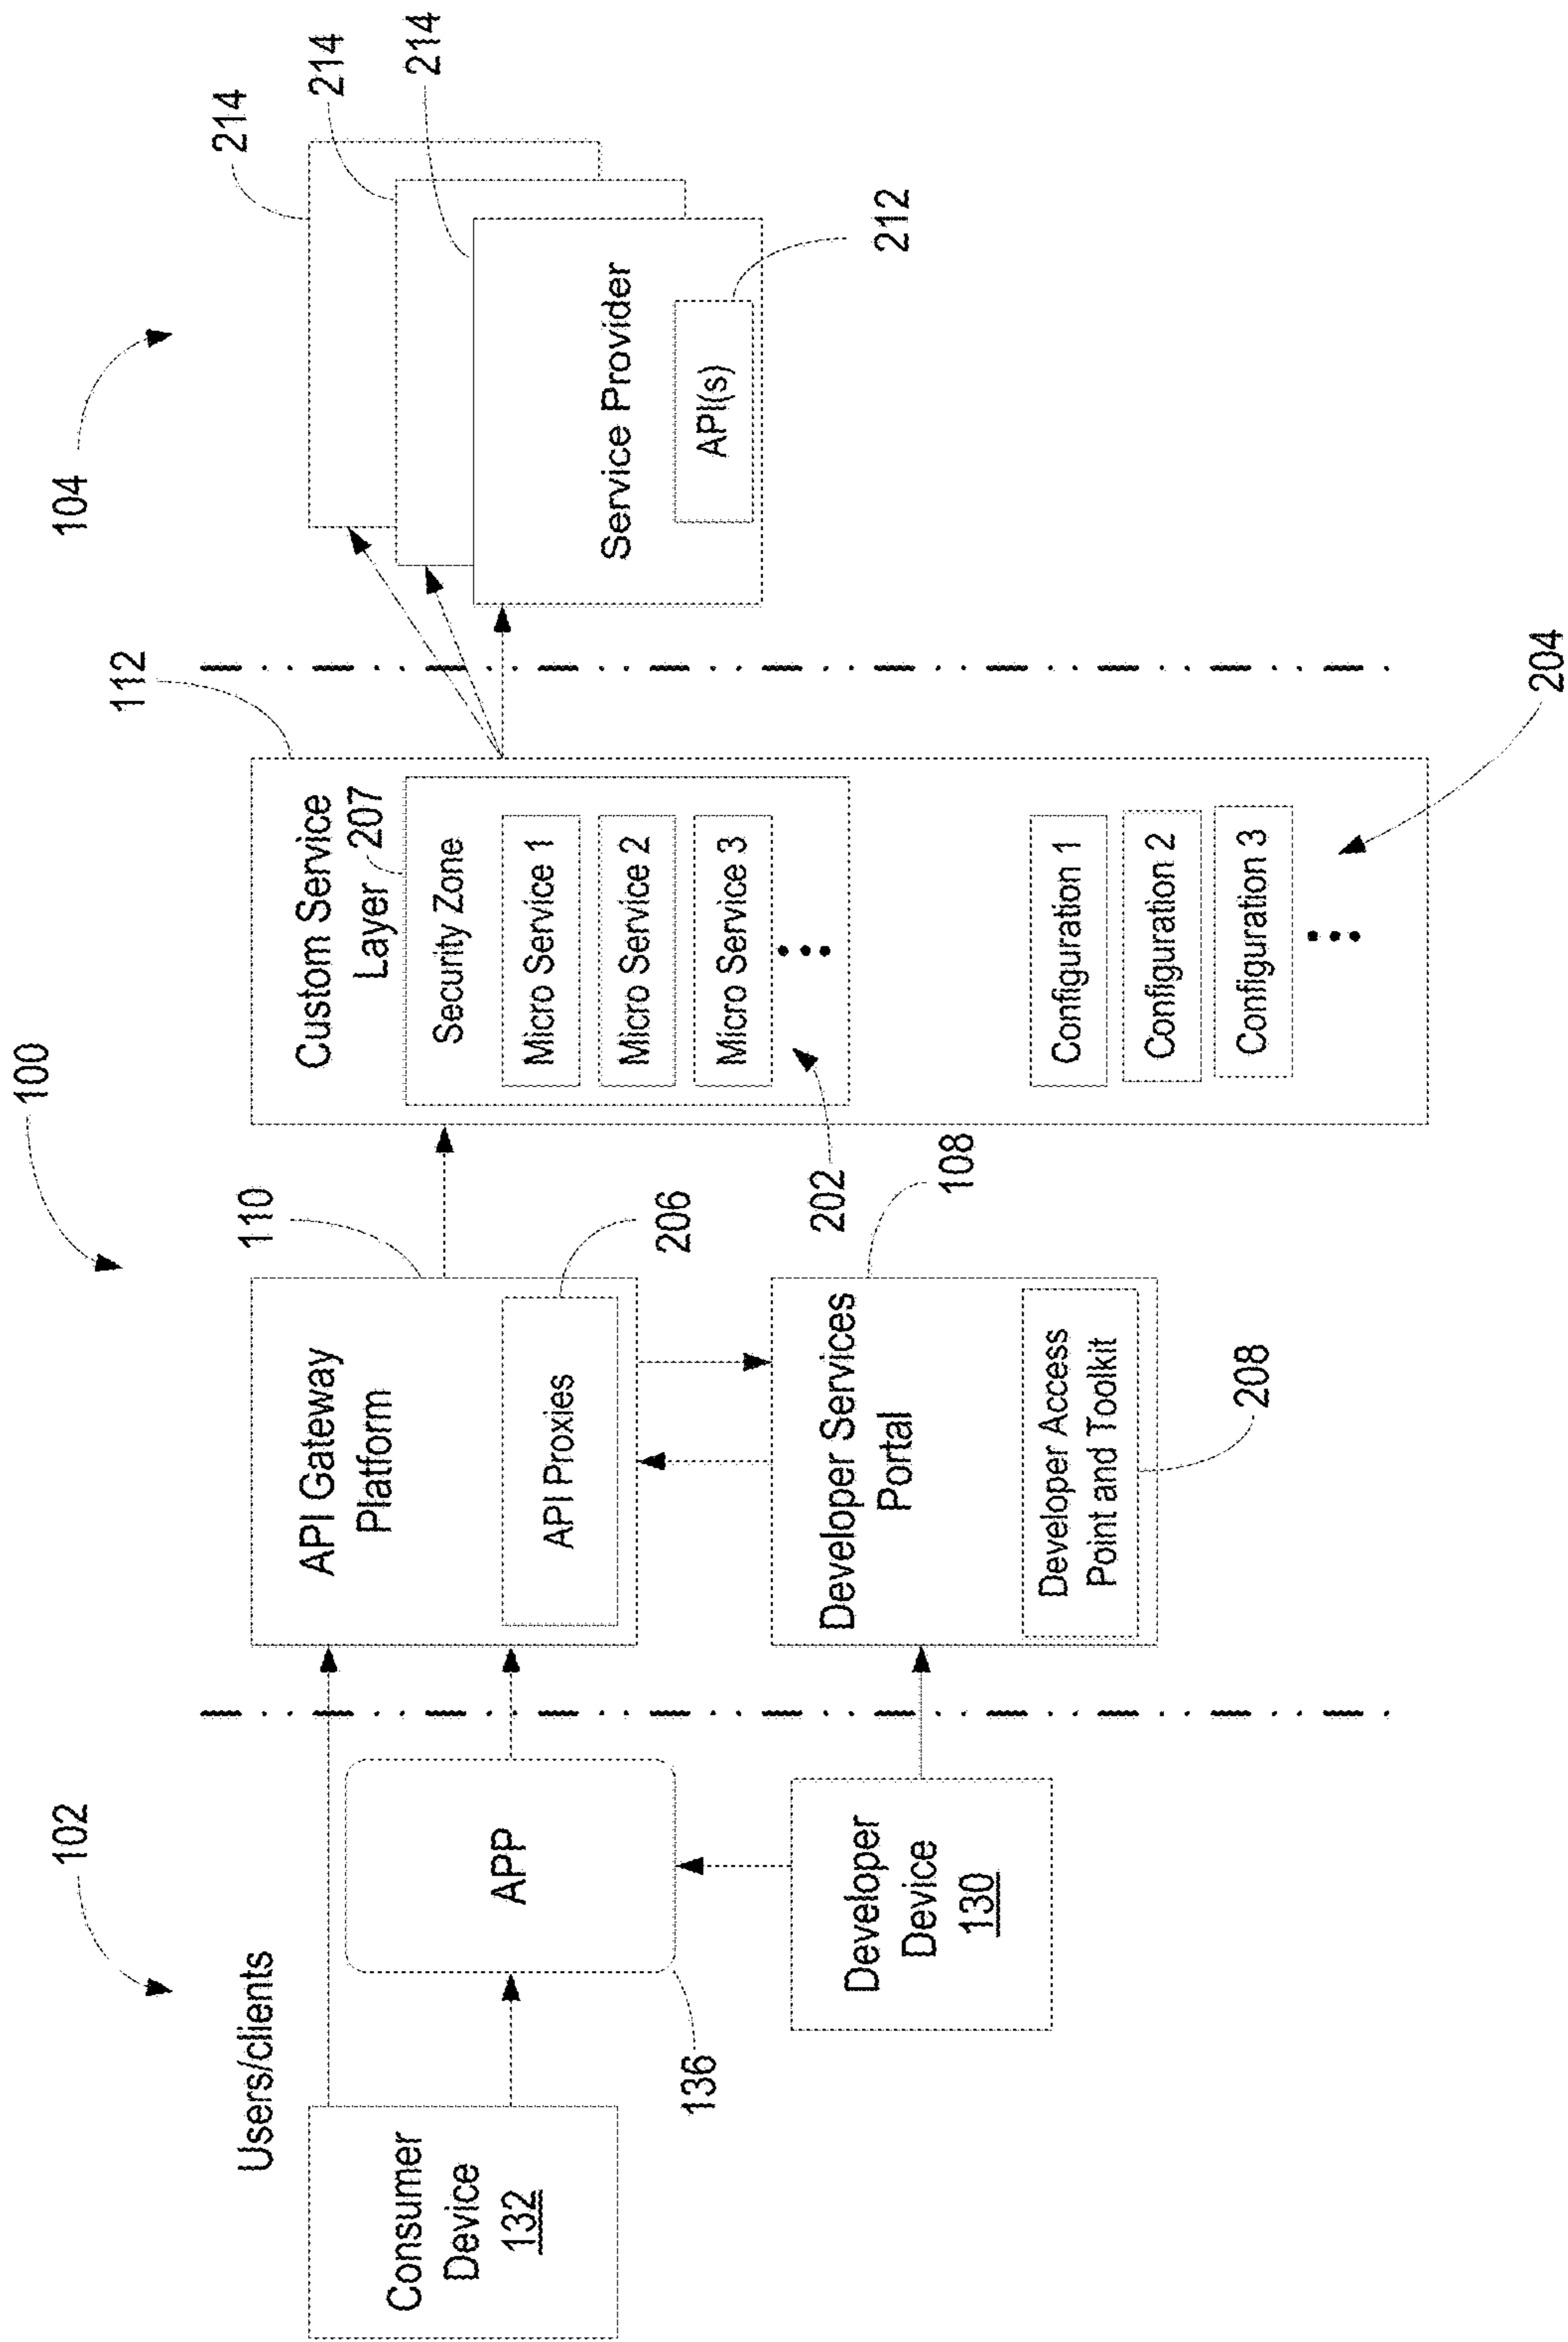 102
100
104
Users/clients
Consumer
Device
132
APP
136
Developer
Device
130
110
API Gateway
Platform
API Proxies
206
108
Developer Services
Portal
Developer Access
Point and Toolkit
208
112
Custom Service
Layer
207
Security Zone
Micro Service 1
Micro Service 2
Micro Service 3
202
Configuration 1
Configuration 2
Configuration 3
204
214
214
214
Service Provider
API(s)
212